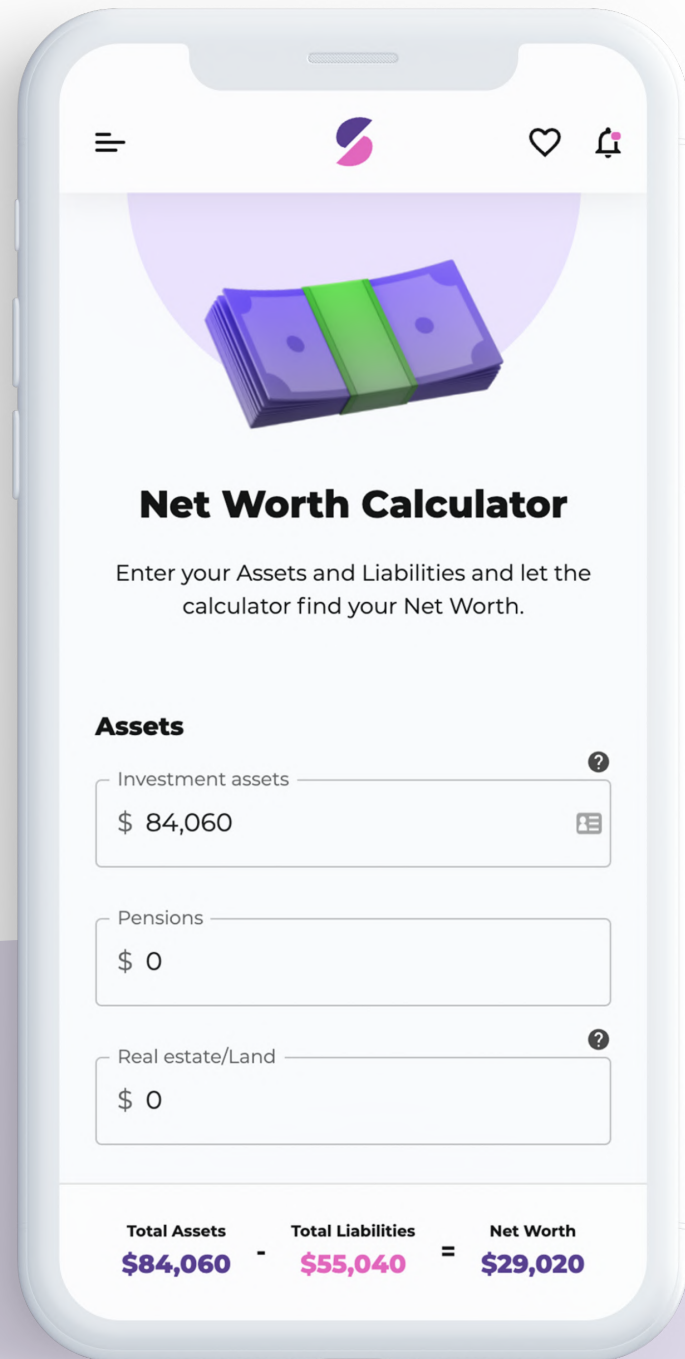 Net Worth Calculator
Enter your Assets and Liabilities and let the
calculator find your Net Worth.
Assets
Investment assets
$ 84,060
Pensions
$ 0
Real estate/Land
$ 0
Total Assets Total Liabilities Net Worth
$84,060 - $55,040 = $29,020